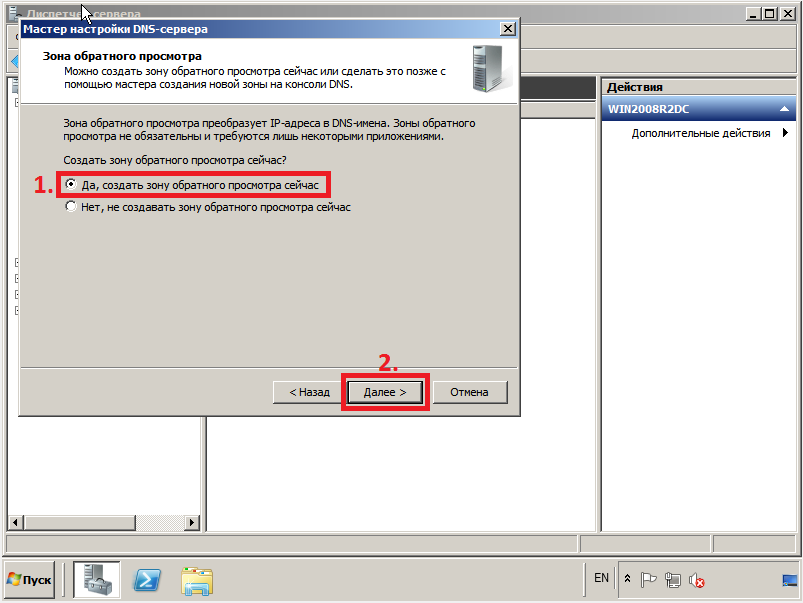 Диспетчер сервера
Мастер настройки DNS-сервера
Зона обратного просмотра
Можно создать зону обратного просмотра сейчас или сделать это позже с
помощью мастера создания новой зоны на консоли DNS.
Зона обратного просмотра преобразует IP-адреса в DNS-имена. Зоны обратного
просмотра не обязательны и требуются лишь некоторыми приложениями.
Создать зону обратного просмотра сейчас?
1.
Да, создать зону обратного просмотра сейчас
Нет, не создавать зону обратного просмотра сейчас
2.
< Назад
Далее >
Отмена
Действия
WIN2008R2DC
Дополнительные действия
Пуск
EN